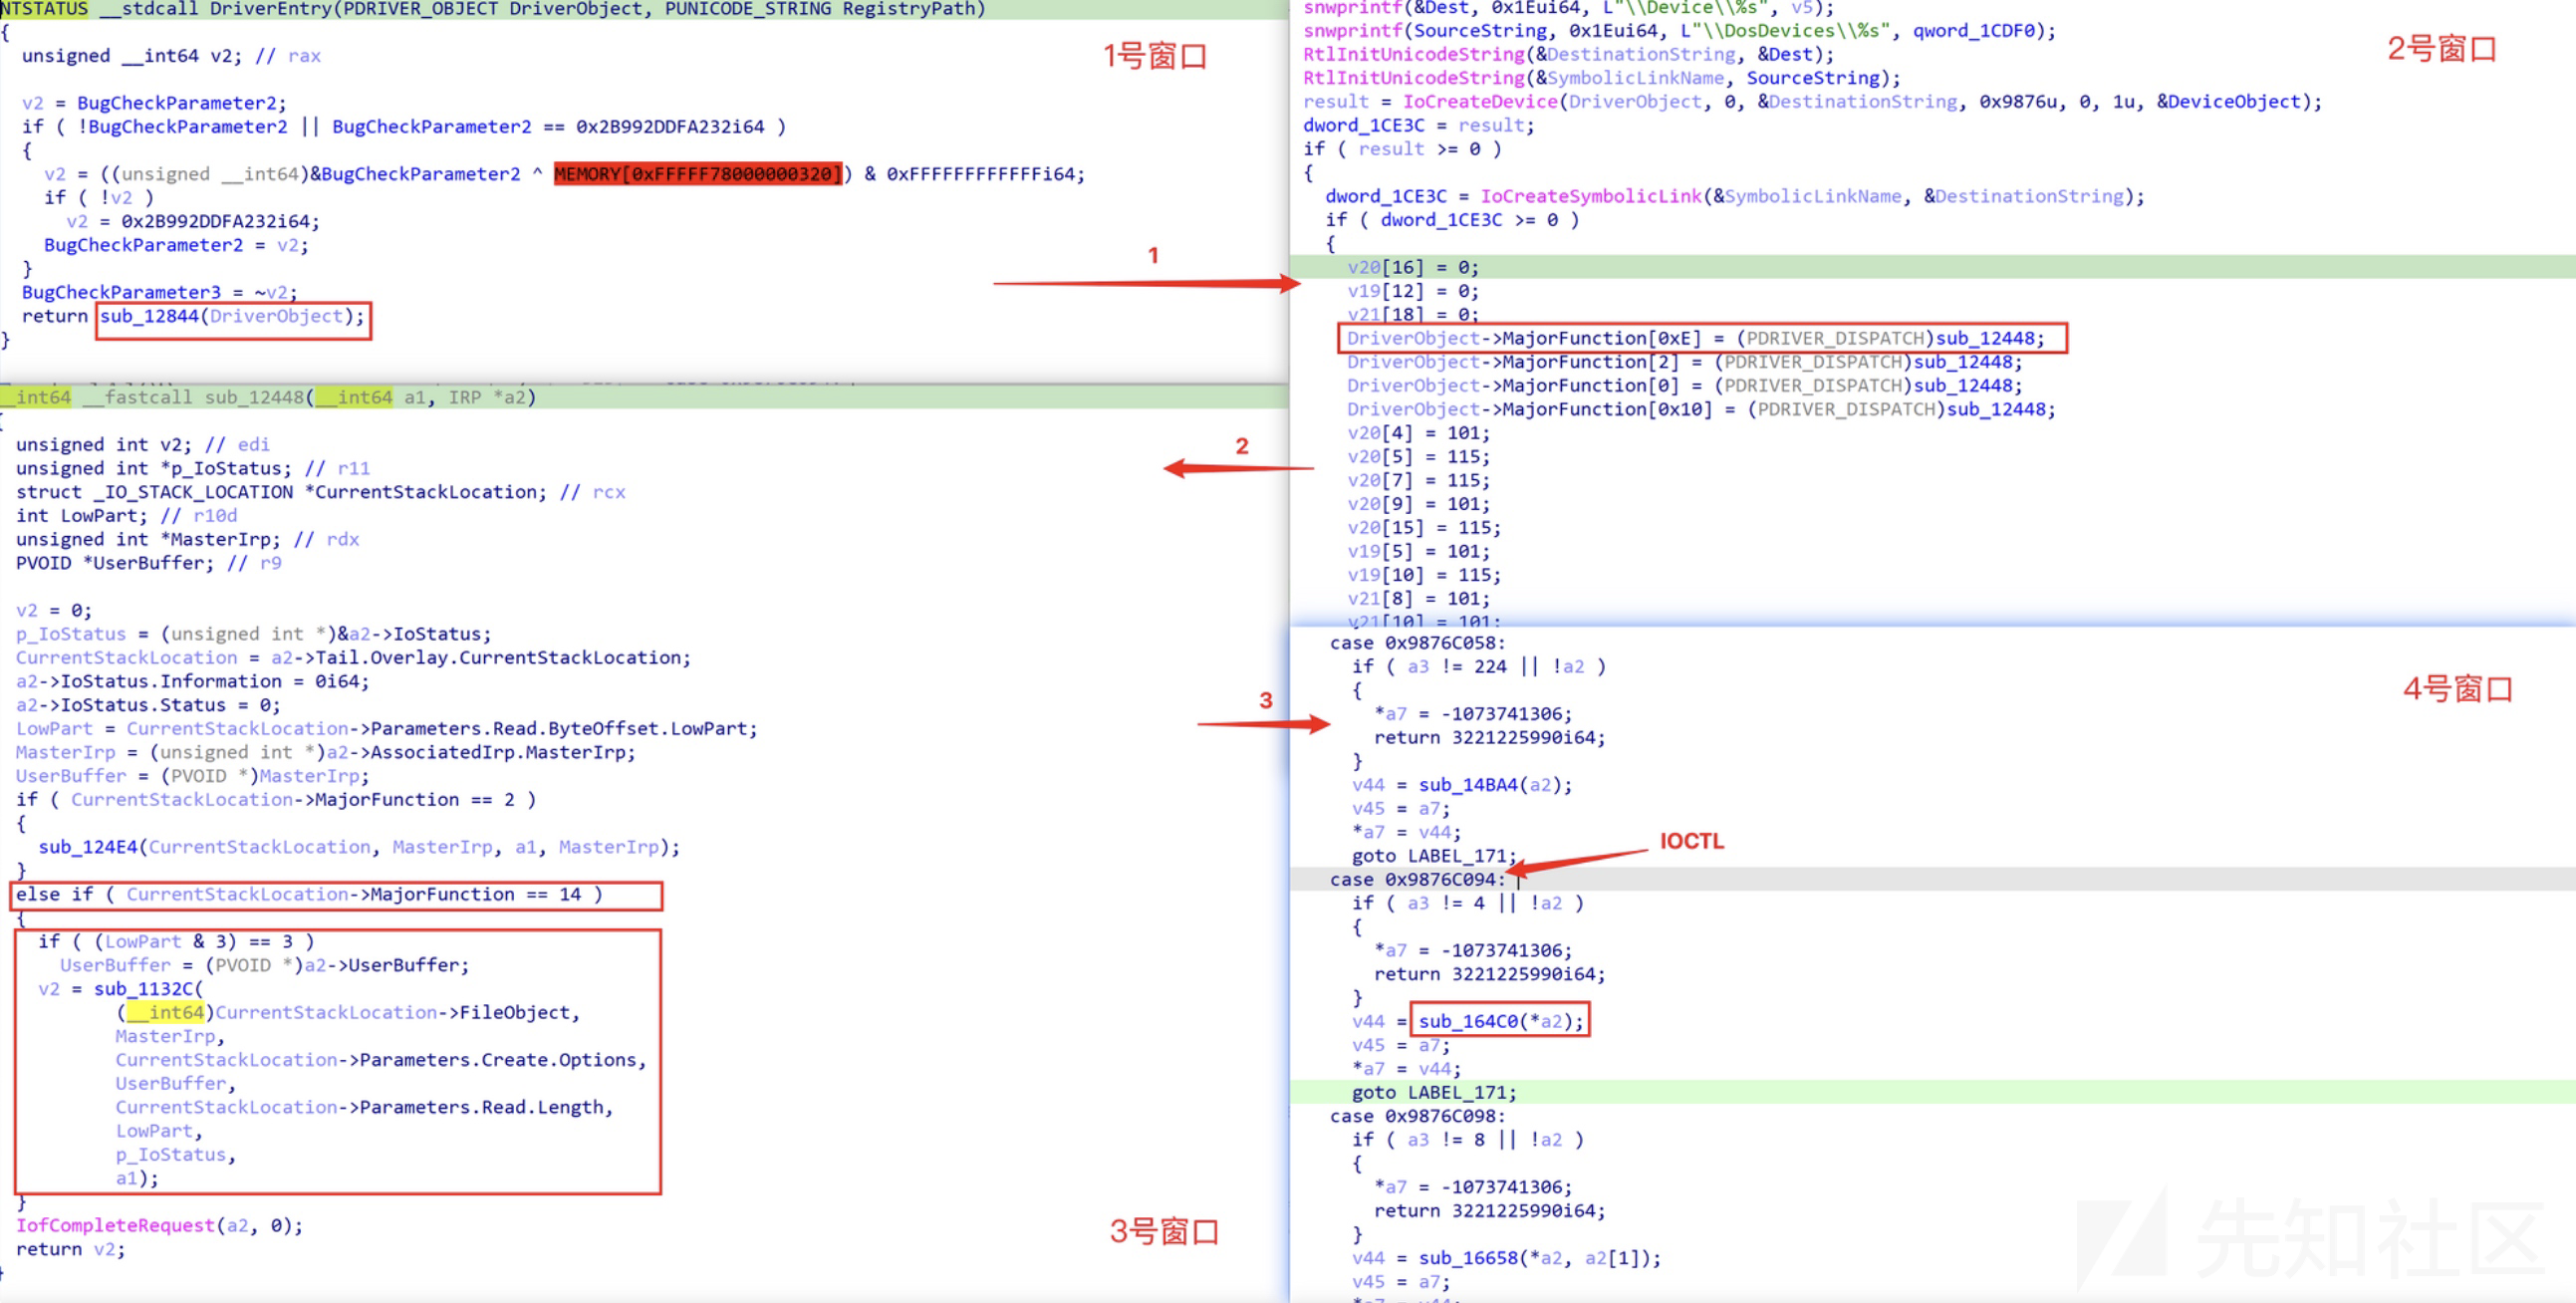 NTSTATUS __stdcall DriverEntry(PDRIVER_OBJECT DriverObject, PUNICODE_STRING RegistryPath)
{
unsigned __int64 v2; // rax
1号窗口
v2 = BugCheckParameter2;
if ( !BugCheckParameter2 || BugCheckParameter2 == 0x2B992DDFA232i64 )
{
v2 = ((unsigned __int64)&BugCheckParameter2 ^ MEMORY[0xFFFFF78000000320]) & 0xFFFFFFFFFFFFi64;
if ( !v2 )
v2 = 0x2B992DDFA232i64;
BugCheckParameter2 = v2;
}
BugCheckParameter3 = ~v2;
return sub_12844(DriverObject);
}
1
snwprintf(&Dest, 0x1Eui64, L"\\Device\\%s", v5);
snwprintf(SourceString, 0x1Eui64, L"\\DosDevices\\%s", qword_1CDF0);
2号窗口
RtlInitUnicodeString(&DestinationString, &Dest);
RtlInitUnicodeString(&SymbolicLinkName, SourceString);
result = IoCreateDevice(DriverObject, 0, &DestinationString, 0x9876u, 0, 1u, &DeviceObject);
dword_1CE3C = result;
if ( result >= 0 )
{
dword_1CE3C = IoCreateSymbolicLink(&SymbolicLinkName, &DestinationString);
if ( dword_1CE3C >= 0 )
{
v20[16] = 0;
v19[12] = 0;
v21[18] = 0;
DriverObject->MajorFunction[0xE] = (PDRIVER_DISPATCH)sub_12448;
DriverObject->MajorFunction[2] = (PDRIVER_DISPATCH)sub_12448;
DriverObject->MajorFunction[0] = (PDRIVER_DISPATCH)sub_12448;
DriverObject->MajorFunction[0x10] = (PDRIVER_DISPATCH)sub_12448;
v20[4] = 101;
v20[5] = 115;
v20[7] = 115;
v20[9] = 101;
v20[15] = 115;
v19[5] = 101;
v19[10] = 115;
v21[8] = 101;
v21[10] = 101;
2
__int64 __fastcall sub_12448(__int64 a1, IRP *a2)
{
unsigned int v2; // edi
unsigned int *p_IoStatus; // r11
struct _IO_STACK_LOCATION *CurrentStackLocation; // rcx
int LowPart; // r10d
unsigned int *MasterIrp; // rdx
PVOID *UserBuffer; // r9
v2 = 0;
p_IoStatus = (unsigned int *)&a2->IoStatus;
CurrentStackLocation = a2->Tail.Overlay.CurrentStackLocation;
a2->IoStatus.Information = 0i64;
a2->IoStatus.Status = 0;
LowPart = CurrentStackLocation->Parameters.Read.ByteOffset.LowPart;
MasterIrp = (unsigned int *)a2->AssociatedIrp.MasterIrp;
UserBuffer = (PVOID *)MasterIrp;
if ( CurrentStackLocation->MajorFunction == 2 )
{
sub_124E4(CurrentStackLocation, MasterIrp, a1, MasterIrp);
}
else if ( CurrentStackLocation->MajorFunction == 14 )
{
if ( (LowPart & 3) == 3 )
UserBuffer = (PVOID *)a2->UserBuffer;
v2 = sub_1132C(
(__int64)CurrentStackLocation->FileObject,
MasterIrp,
CurrentStackLocation->Parameters.Create.Options,
UserBuffer,
CurrentStackLocation->Parameters.Read.Length,
LowPart,
p_IoStatus,
a1);
}
IofCompleteRequest(a2, 0);
return v2;
}
3号窗口
3
case 0x9876C058:
if ( a3 != 224 || !a2 )
{
*a7 = -1073741306;
return 3221225990i64;
}
v44 = sub_14BA4(a2);
v45 = a7;
*a7 = v44;
goto LABEL_171;
case 0x9876C094:
if ( a3 != 4 || !a2 )
{
*a7 = -1073741306;
return 3221225990i64;
}
v44 = sub_164C0(*a2);
v45 = a7;
*a7 = v44;
goto LABEL_171;
case 0x9876C098:
if ( a3 != 8 || !a2 )
{
*a7 = -1073741306;
return 3221225990i64;
}
v44 = sub_16658(*a2, a2[1]);
v45 = a7;
4号窗口
IOCTL
先知社区